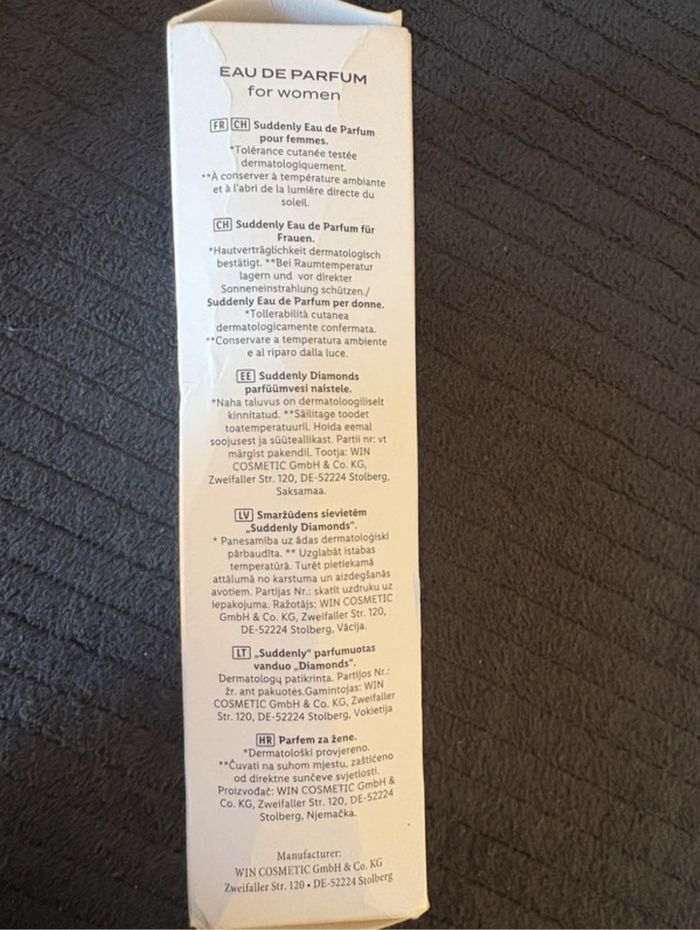 EAU DE PARFUM
for women
FR CH Suddenly Eau de Parfum
pour femmes.
*Tolérance cutanée testée
dermatologiquement.
**À conserver à température ambiante
et à l'abri de la lumière directe du
soleil.
CH Suddenly Eau de Parfum für
Frauen.
*Hautverträglichkeit dermatologisch
bestätigt. **Bei Raumtemperatur
lagern und vor direkter
Sonneneinstrahlung schützen./
Suddenly Eau de Parfum per donne.
*Tollerabilità cutanea
dermatologicamente confermata.
**Conservare a temperatura ambiente
e al riparo dalla luce.
EE Suddenly Diamonds
parfüümvesi naistele.
*Naha taluvus on dermatoloogiliselt
kinnitatud. **Säilitage toodet
toatemperatuuril. Hoida eemal
soojusest ja süüteallikast. Partii nr: vt
märgist pakendil. Tootja: WIN
COSMETIC GmbH & Co. KG,
Zweifaller Str. 120, DE-52224 Stolberg,
Saksamaa.
LV Smaržūdens sievietēm
„Suddenly Diamonds".
* Panesamība uz ādas dermatoloģiski
pārbaudīta. ** Uzglabāt istabas
temperatūrā. Turēt pietiekamā
attālumā no karstuma un aizdegšanās
avotiem. Partijas Nr.: skatīt uzdruku uz
iepakojuma. Ražotājs: WIN COSMETIC
GmbH & Co. KG, Zweifaller Str. 120,
DE-52224 Stolberg, Vācija.
LT „Suddenly" parfumuotas
vanduo „Diamonds".
Dermatologų patikrinta. Partijos Nr.:
žr. ant pakuotės.Gamintojas: WIN
COSMETIC GmbH & Co. KG, Zweifaller
Str. 120, DE-52224 Stolberg, Vokietija
HR Parfem za žene.
*Dermatološki provjereno.
**Čuvati na suhom mjestu, zaštićeno
od direktne sunčeve svjetlosti.
Proizvođač: WIN COSMETIC GmbH &
Co. KG, Zweifaller Str. 120, DE-52224
Stolberg, Njemačka.
Manufacturer:
WIN COSMETIC GmbH & Co. KG
Zweifaller Str. 120 • DE-52224 Stolberg